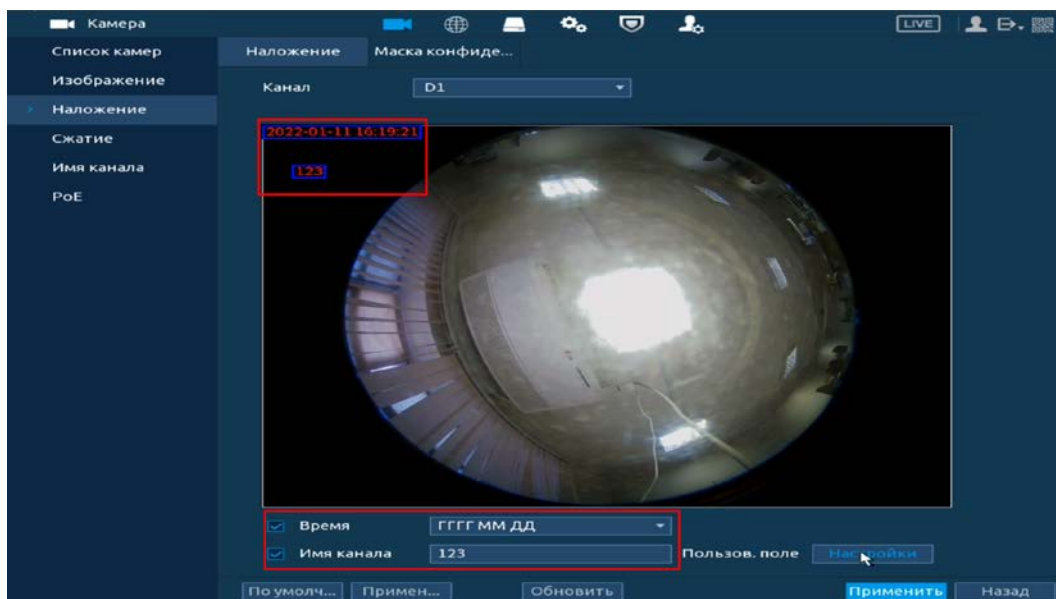 Камера LIVE
Список камер
Изображение
Наложение
Сжатие
Имя канала
PoE
Наложение Маска конфиде...
Канал D1
2022-01-11 16:19:21
123
Время ГГГГ ММ ДД
Имя канала 123 Пользов. поле Настройки
По умолч... Примен... Обновить Применить Назад